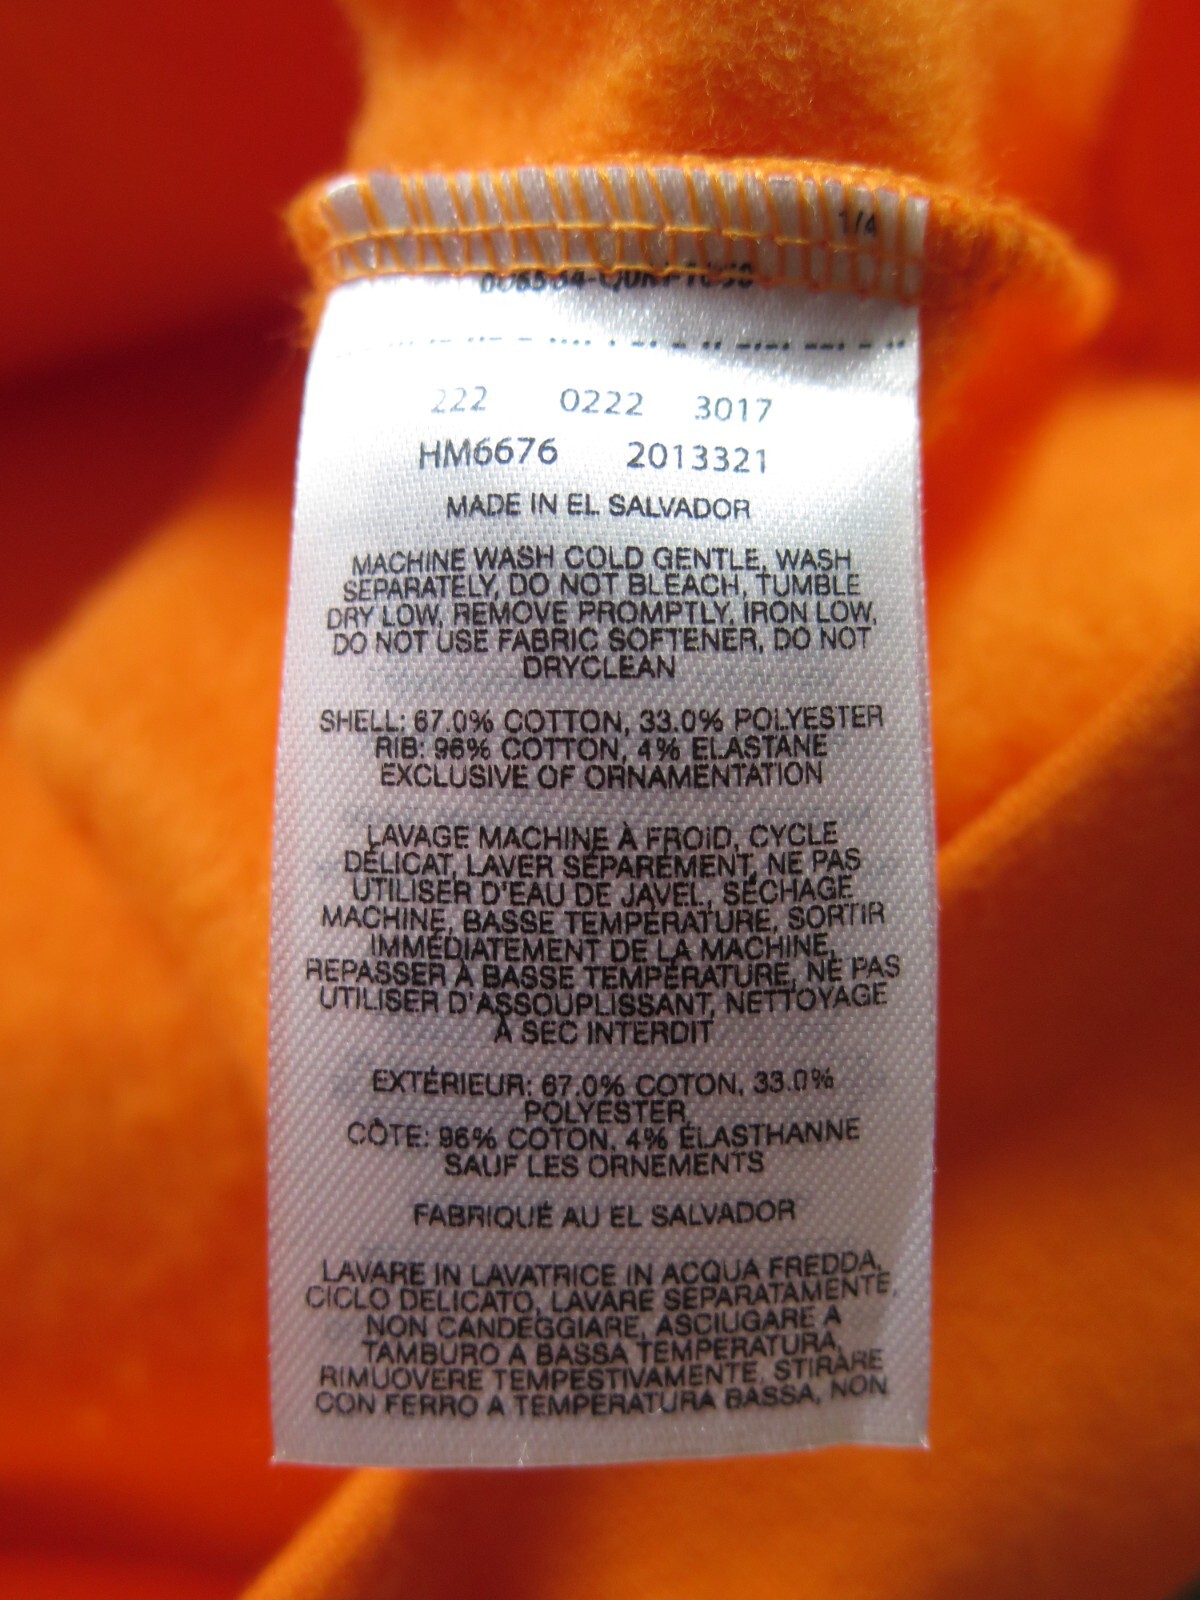 1/4
222 0222 3017
HM6676 2013321
MADE IN EL SALVADOR
MACHINE WASH COLD GENTLE, WASH
SEPARATELY, DO NOT BLEACH, TUMBLE
DRY LOW, REMOVE PROMPTLY, IRON LOW,
DO NOT USE FABRIC SOFTENER, DO NOT
DRYCLEAN
SHELL: 67.0% COTTON, 33.0% POLYESTER
RIB: 96% COTTON, 4% ELASTANE
EXCLUSIVE OF ORNAMENTATION
LAVAGE MACHINE À FROID, CYCLE
DÉLICAT, LAVER SÉPARÉMENT, NE PAS
UTILISER D'EAU DE JAVEL, SÉCHAGE
MACHINE, BASSE TEMPÉRATURE, SORTIR
IMMÉDIATEMENT DE LA MACHINE,
REPASSER À BASSE TEMPÉRATURE, NE PAS
UTILISER D'ASSOUPLISSANT, NETTOYAGE
À SEC INTERDIT
EXTÉRIEUR: 67.0% COTON, 33.0%
POLYESTER,
CÔTE: 96% COTON, 4% ÉLASTHANNE
SAUF LES ORNEMENTS
FABRIQUÉ AU EL SALVADOR
LAVARE IN LAVATRICE IN ACQUA FREDDA,
CICLO DELICATO, LAVARE SEPARATAMENTE,
NON CANDEGGIARE, ASCIUGARE A
TAMBURO A BASSA TEMPERATURA,
RIMUOVERE TEMPESTIVAMENTE, STIRARE
CON FERRO A TEMPERATURA BASSA, NON